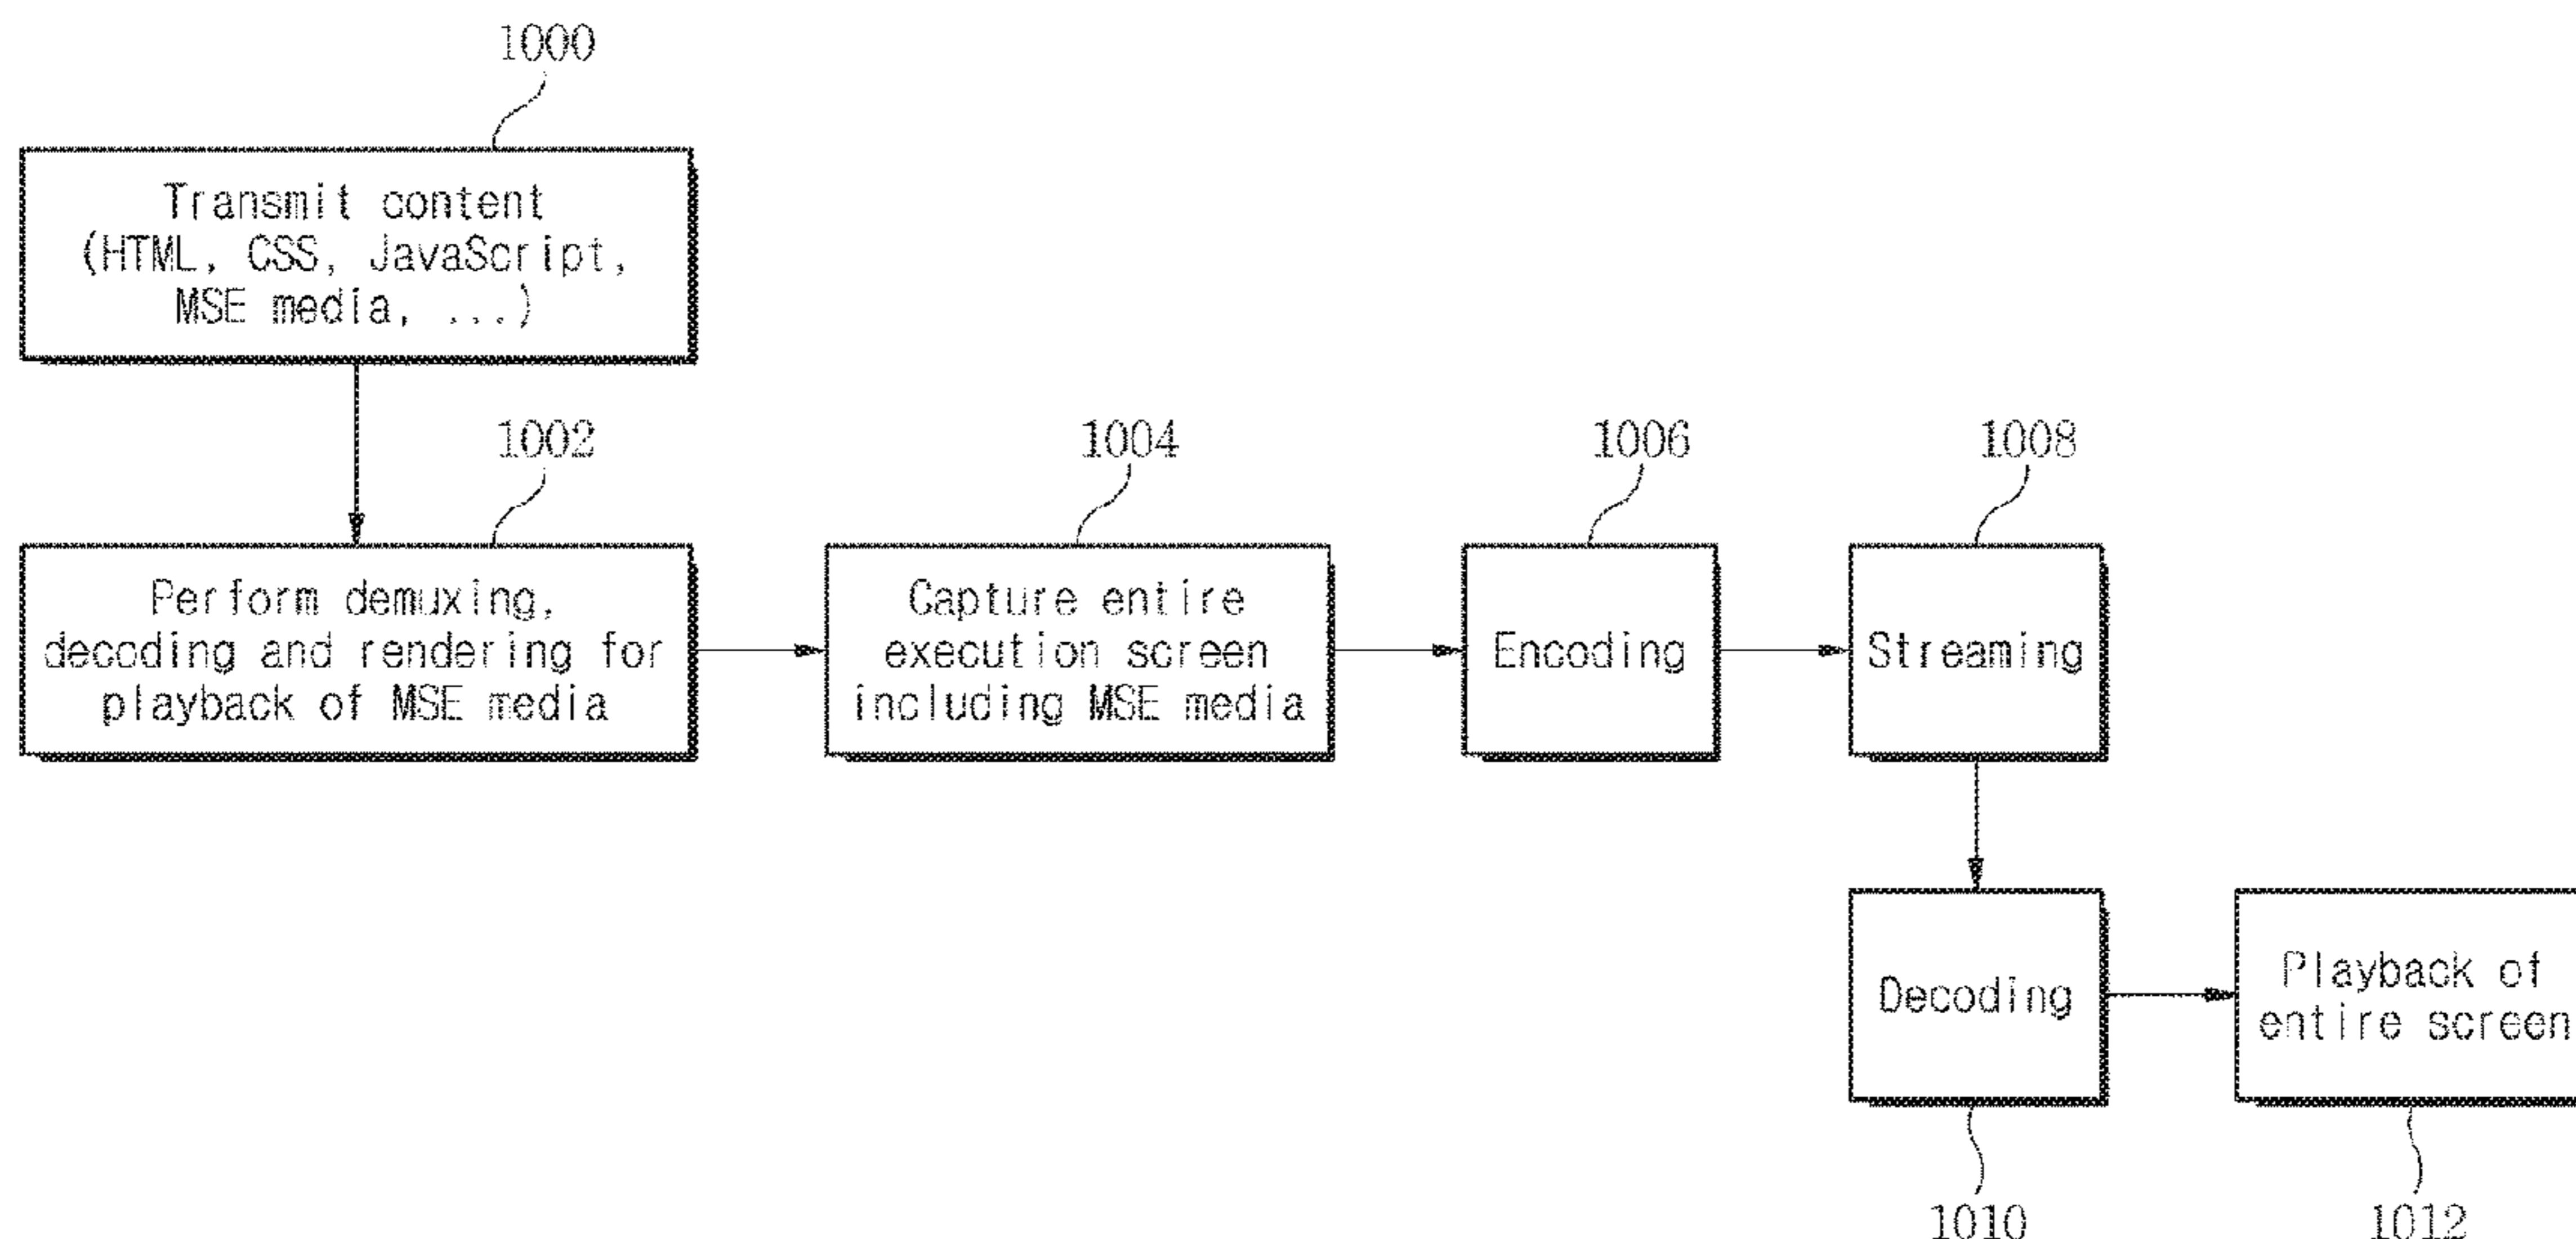 1000
Transmit content
(HTML, CSS, JavaScript,
MSE media, ...)
1002
Perform demuxing,
decoding and rendering for
playback of MSE media
1004
Capture entire
execution screen
including MSE media
1006
Encoding
1008
Streaming
Decoding
1010
Playback of
entire screen
1012